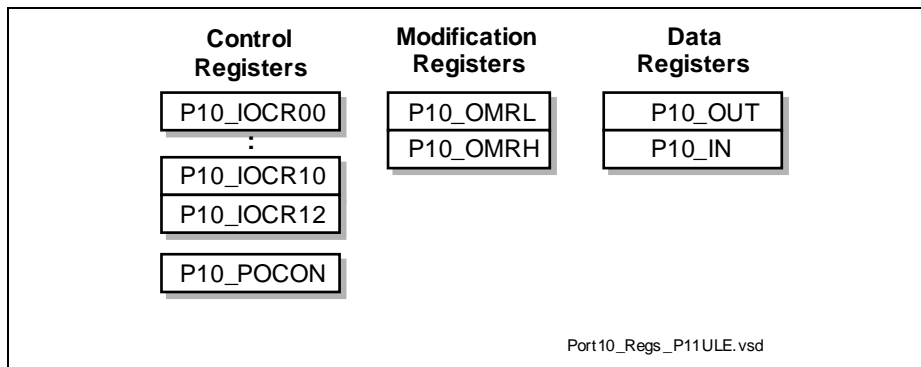 Control
Registers
P10_IOCR00
:
P10_IOCR10
P10_IOCR12
P10_POCON
Modification
Registers
P10_OMRL
P10_OMRH
Data
Registers
P10_OUT
P10_IN
Port10_Regs_P11ULE.vsd